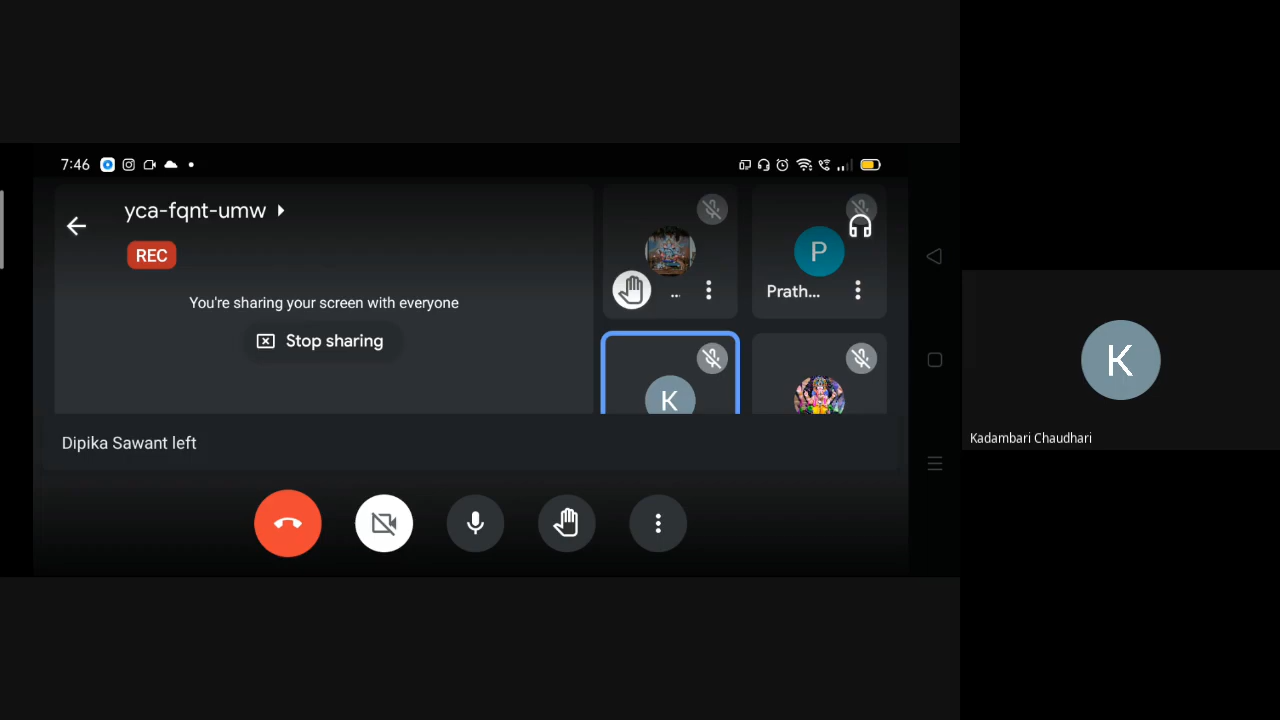 7:46
yca-fqnt-umw
REC
You're sharing your screen with everyone
Stop sharing
...
P
Prath...
K
Dipika Sawant left
K
Kadambari Chaudhari